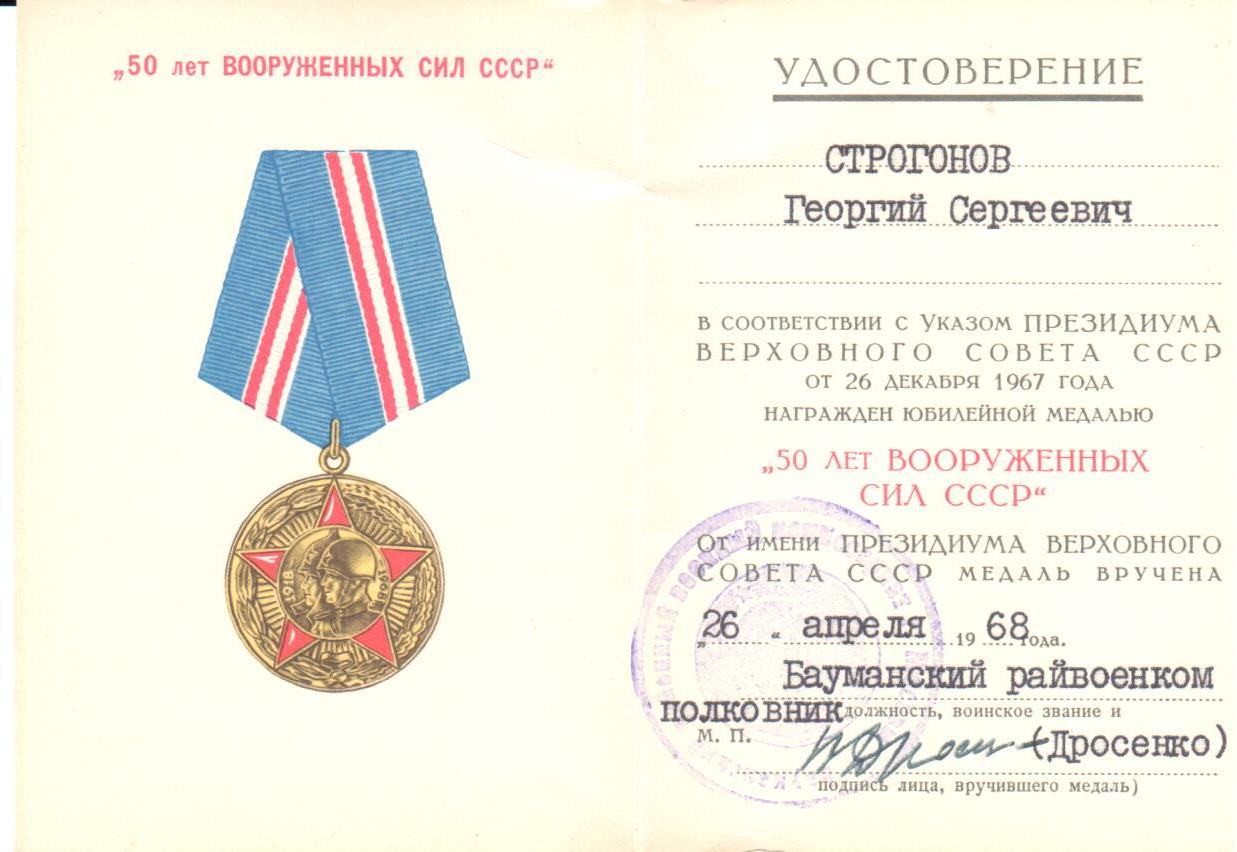 „50 лет ВООРУЖЕННЫХ СИЛ СССР“
1918
1968
УДОСТОВЕРЕНИЕ
СТРОГОНОВ
Георгий Сергеевич
В СООТВЕТСТВИИ С УКАЗОМ ПРЕЗИДИУМА
ВЕРХОВНОГО СОВЕТА СССР
ОТ 26 ДЕКАБРЯ 1967 ГОДА
НАГРАЖДЕН ЮБИЛЕЙНОЙ МЕДАЛЬЮ
„50 ЛЕТ ВООРУЖЕННЫХ
СИЛ СССР“
ОТ ИМЕНИ ПРЕЗИДИУМА ВЕРХОВНОГО
СОВЕТА СССР МЕДАЛЬ ВРУЧЕНА
„26“ апреля 1968 года.
Бауманский райвоенком
полковник должность, воинское звание и
М. П. (Дросенко)
подпись лица, вручившего медаль)